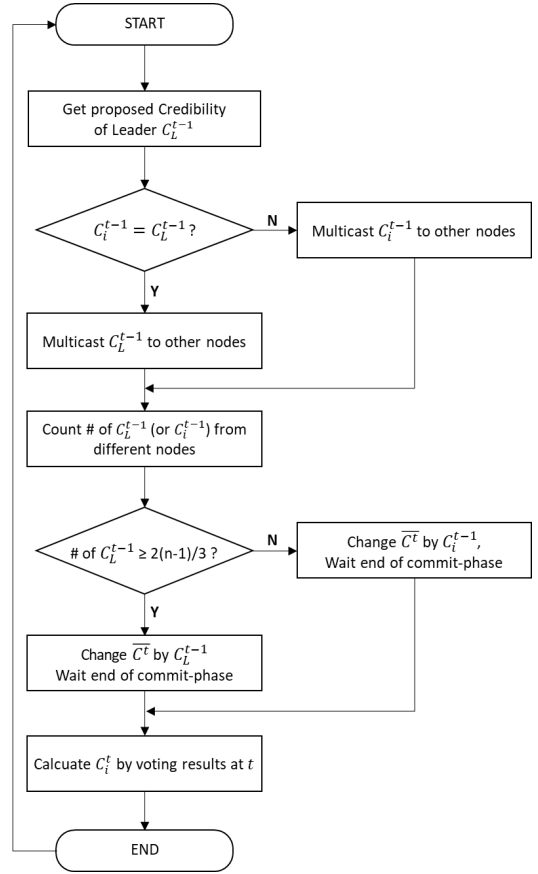 START
Get proposed Credibility
of Leader $C_L^{t-1}$
$C_i^{t-1} = C_L^{t-1}$ ?
N
Multicast $C_i^{t-1}$ to other nodes
Y
Multicast $C_L^{t-1}$ to other nodes
Count # of $C_L^{t-1}$ (or $C_i^{t-1}$) from
different nodes
# of $C_L^{t-1}$ ≥ 2(n-1)/3 ?
N
Change $\overline{C^t}$ by $C_i^{t-1}$,
Wait end of commit-phase
Y
Change $\overline{C^t}$ by $C_L^{t-1}$
Wait end of commit-phase
Calcuate $C_i^t$ by voting results at $t$
END